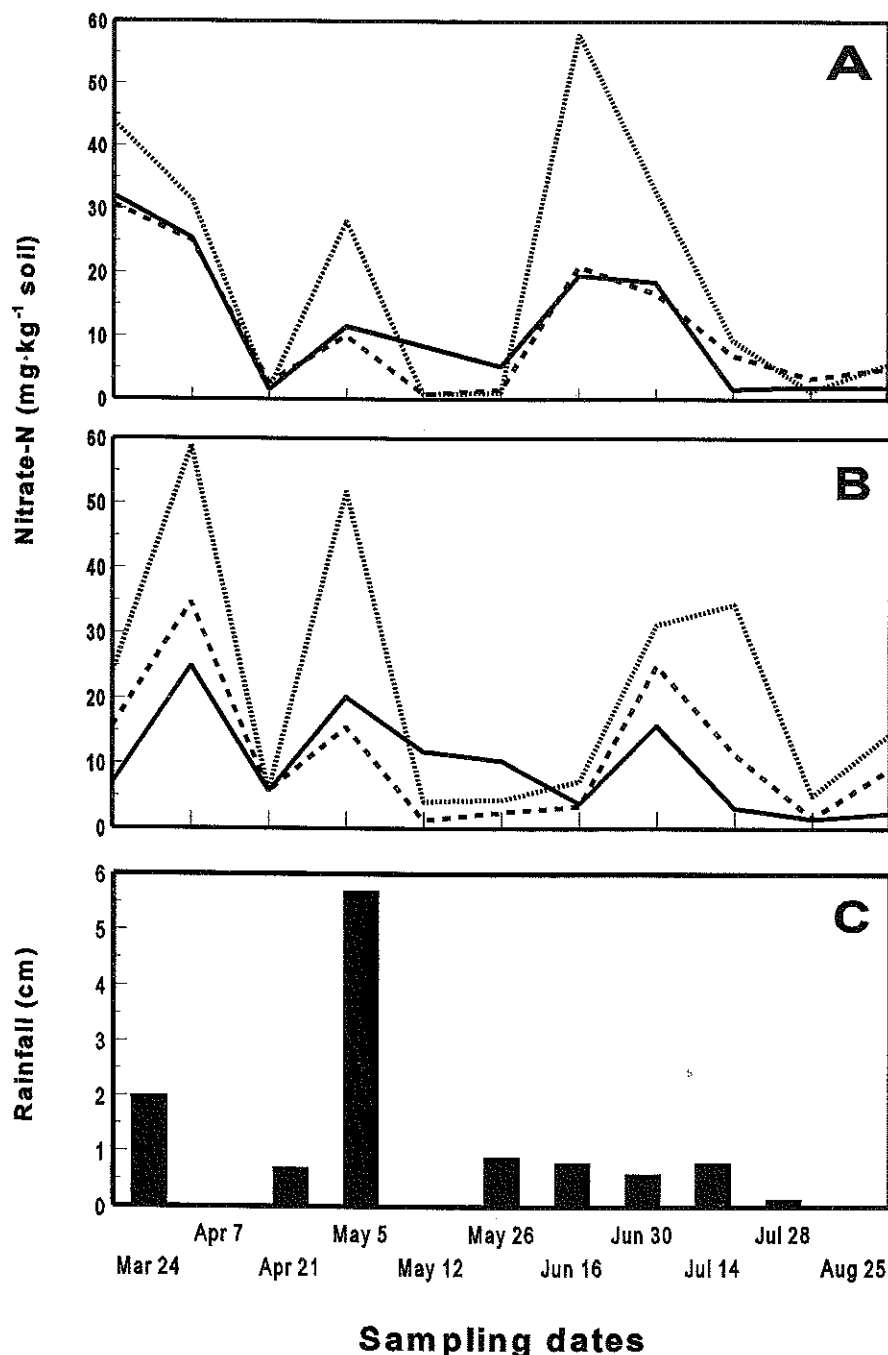 60
A
50
40
30
20
10
0
Nitrate-N (mg·kg⁻¹ soil)
60
B
50
40
30
20
10
0
6
C
5
4
3
2
1
0
Rainfall (cm)
Apr 7 May 5 May 26 Jun 30 Jul 28
Mar 24 Apr 21 May 12 Jun 16 Jul 14 Aug 25
Sampling dates